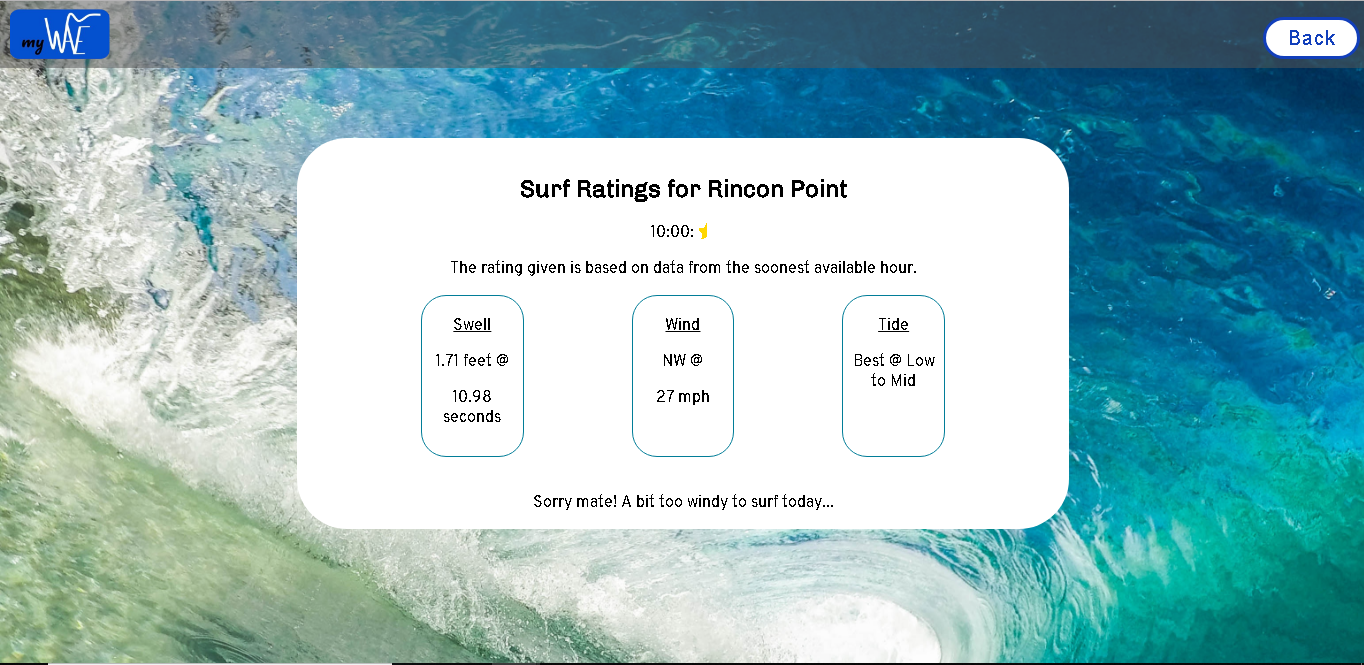 my WAVE
Back
Surf Ratings for Rincon Point
10:00:
The rating given is based on data from the soonest available hour.
Swell
1.71 feet @
10.98
seconds
Wind
NW @
27 mph
Tide
Best @ Low
to Mid
Sorry mate! A bit too windy to surf today...